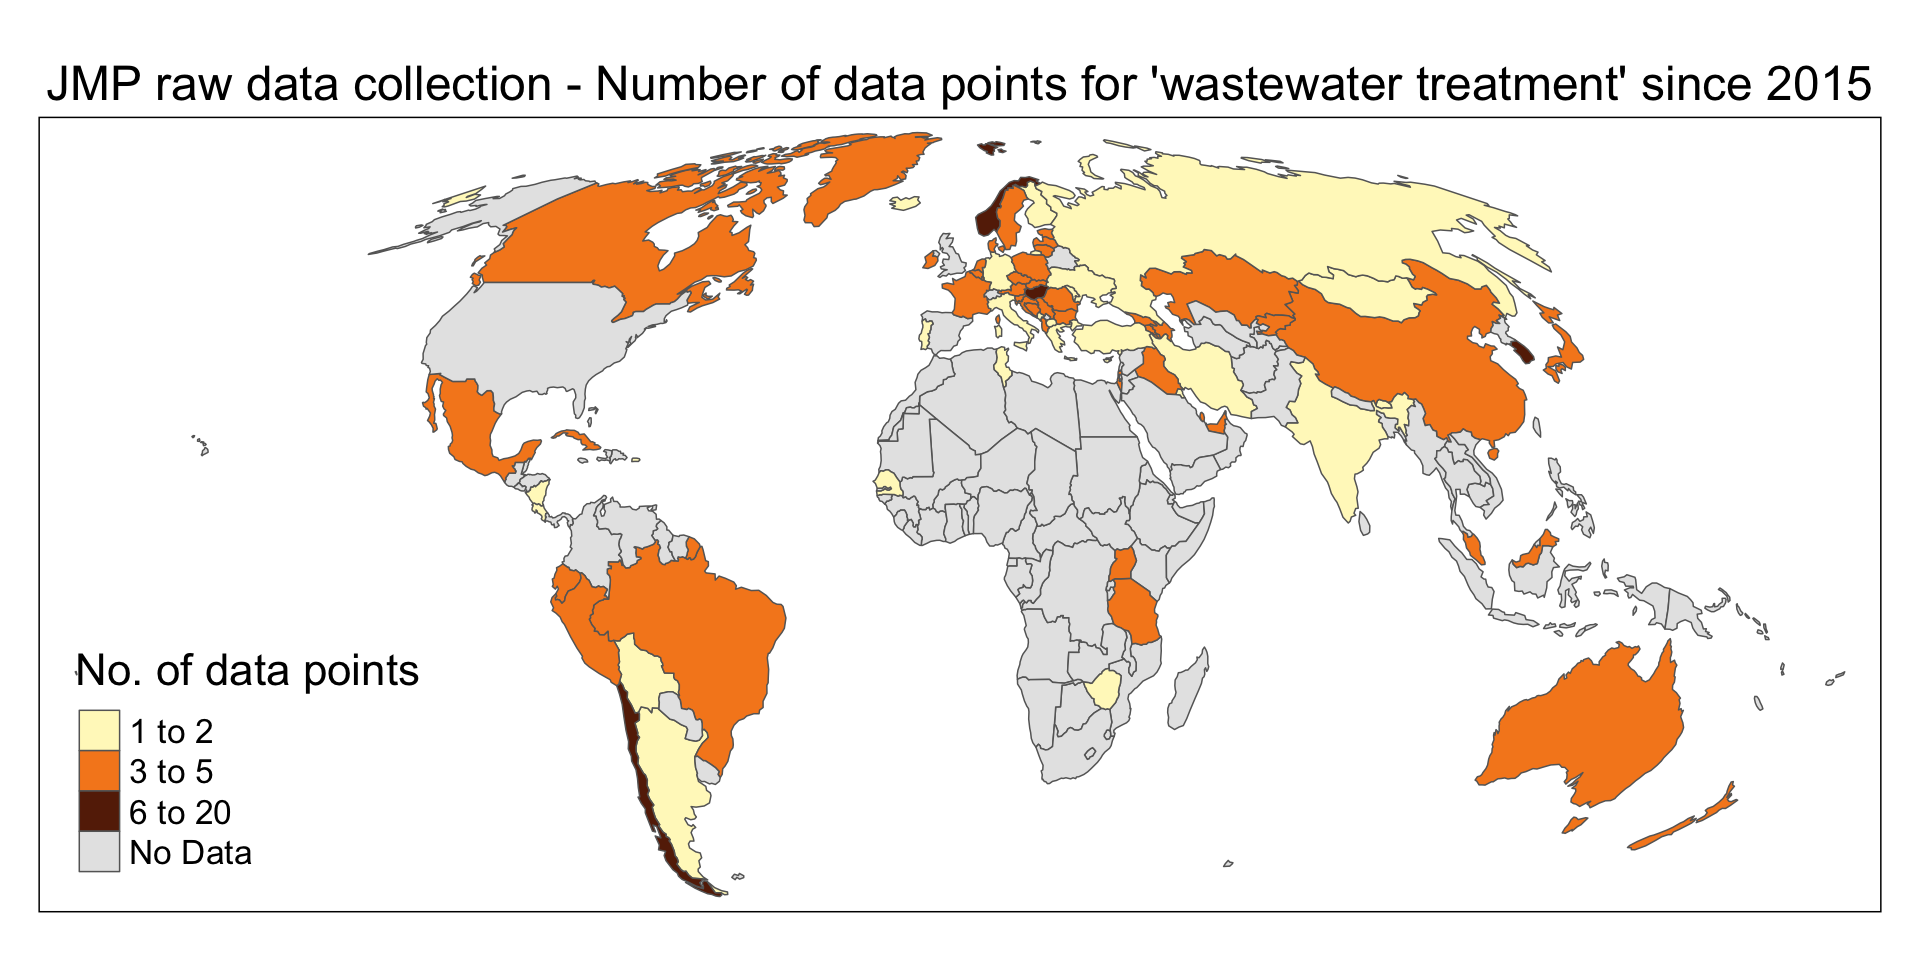 JMP raw data collection - Number of data points for 'wastewater treatment' since 2015
No. of data points
1 to 2
3 to 5
6 to 20
No Data